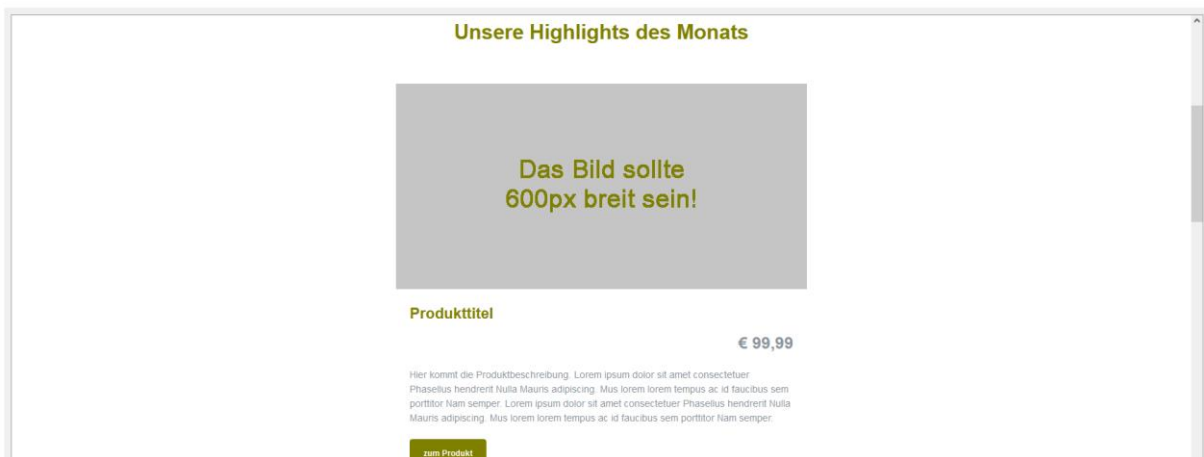 Unsere Highlights des Monats
Das Bild sollte
600px breit sein!
Produkttitel
€ 99,99
Hier kommt die Produktbeschreibung. Lorem ipsum dolor sit amet consectetuer
Phasellus hendrerit Nulla Mauris adipiscing. Mus lorem lorem tempus ac id faucibus sem
porttitor Nam semper. Lorem ipsum dolor sit amet consectetuer Phasellus hendrerit Nulla
Mauris adipiscing. Mus lorem lorem tempus ac id faucibus sem porttitor Nam semper.
zum Produkt